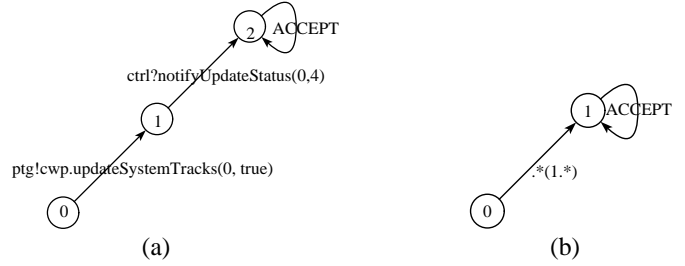 2
ACCEPT
ctrl?notifyUpdateStatus(0,4)
1
ptg!cwp.updateSystemTracks(0, true)
0
(a)
1
ACCEPT
.*(1.*)
0
(b)